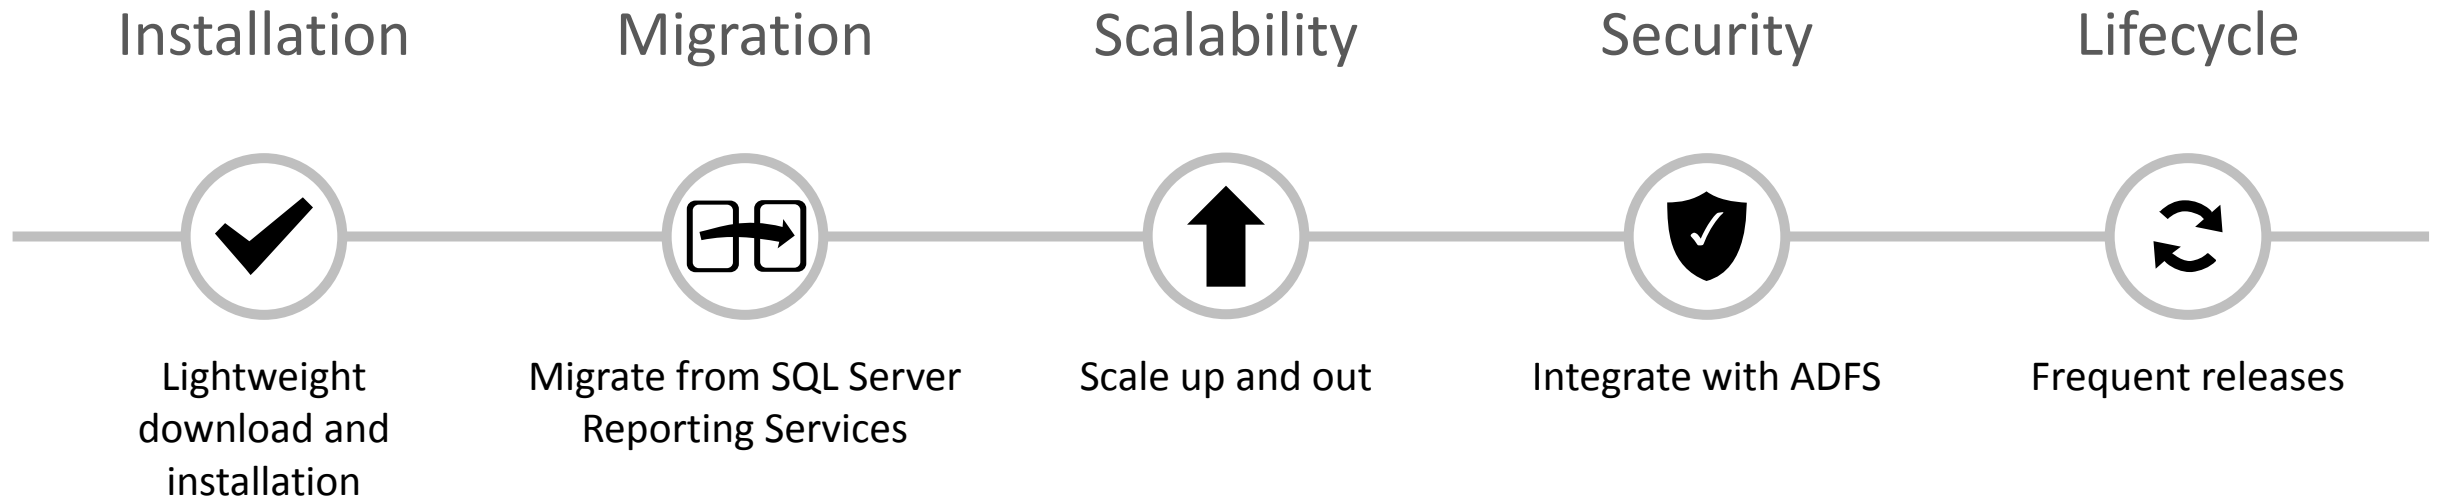 Installation
Migration
Scalability
Security
Lifecycle
Lightweight
download and
installation
Migrate from SQL Server
Reporting Services
Scale up and out
Integrate with ADFS
Frequent releases